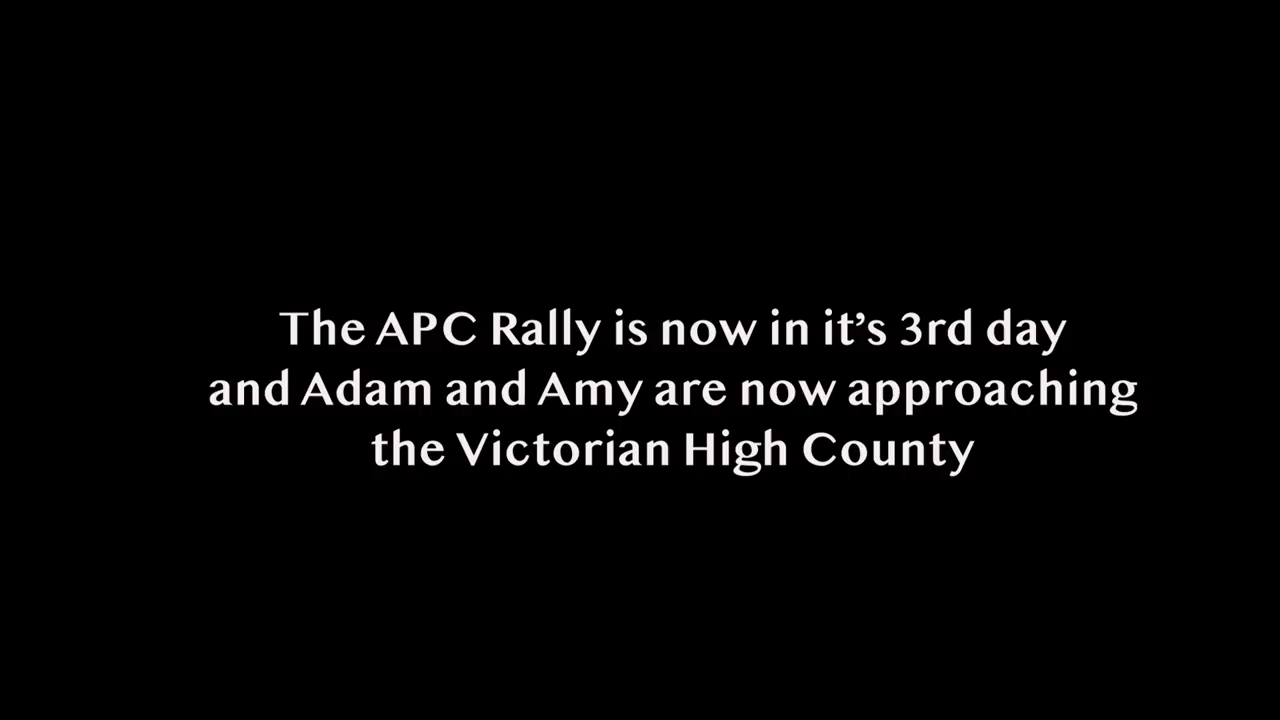 The APC Rally is now in it’s 3rd day
and Adam and Amy are now approaching
the Victorian High County